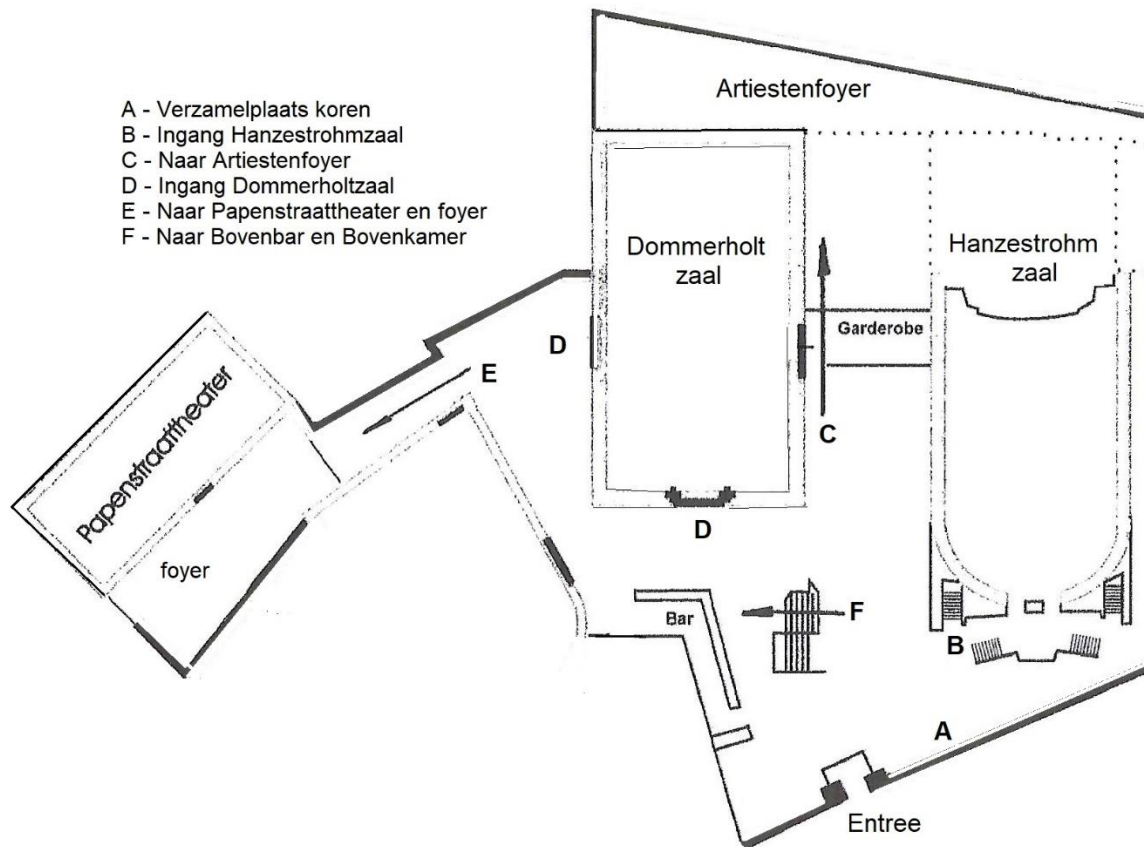 A - Verzamelplaats koren
B - Ingang Hanzestrohmzaal
C - Naar Artiestenfoyer
D - Ingang Dommerholtzaal
E - Naar Papenstraattheater en foyer
F - Naar Bovenbar en Bovenkamer
Artiestenfoyer
Dommerholt
zaal
Hanzestrohm
zaal
Garderobe
D
E
C
Papenstraattheater
foyer
D
Bar
F
B
A
Entree